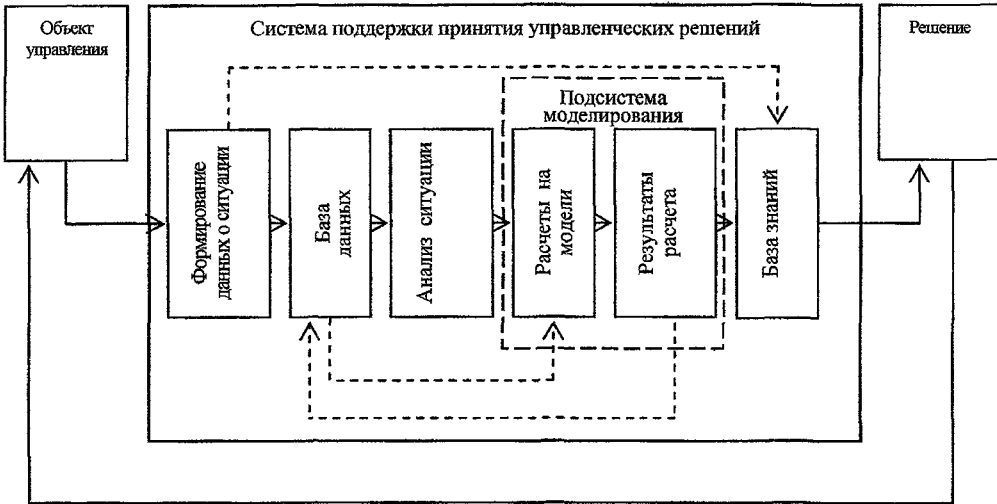 Объект
управления
Система поддержки принятия управленческих решений
Решение
Подсистема
моделирования
Формирование
данных о ситуации
База
данных
Анализ ситуации
Расчеты на
модели
Результаты
расчета
База знаний